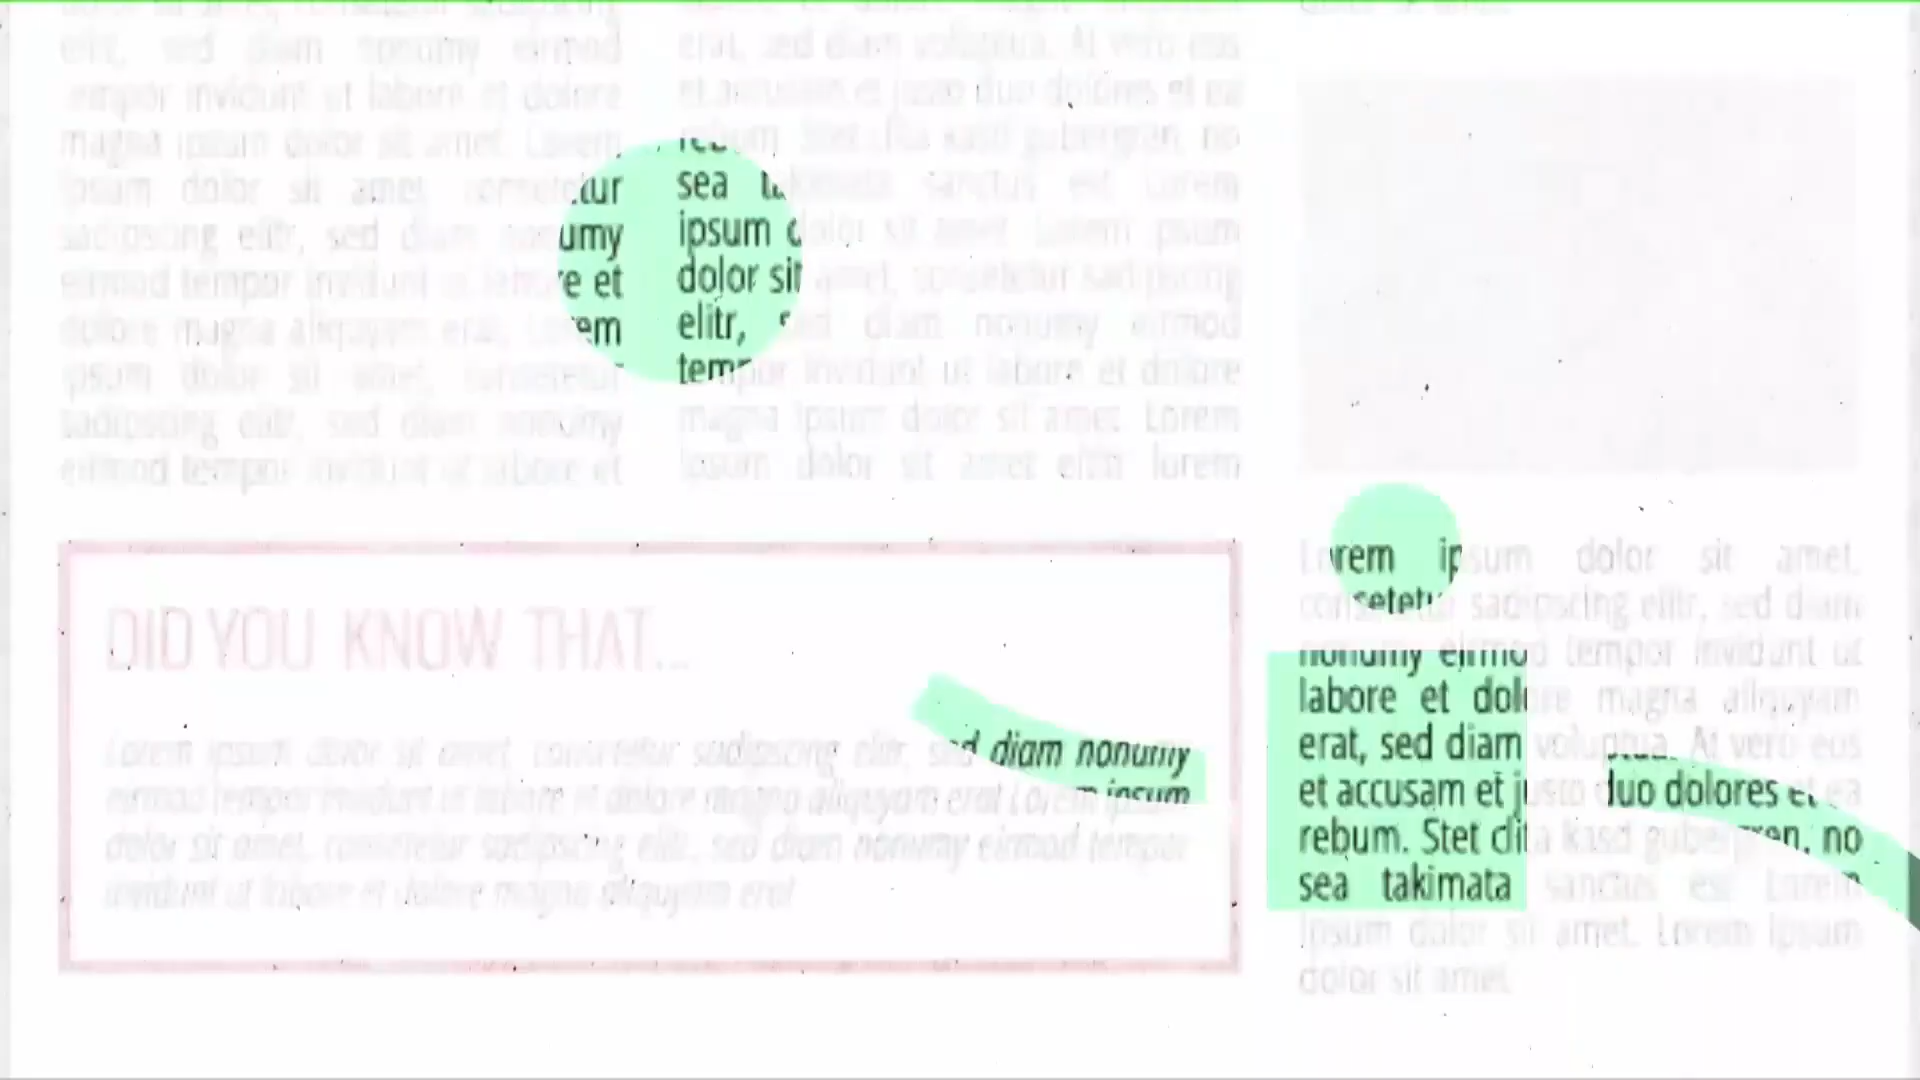 elitr, sed diam nonumy eirmod
tempor invidunt ut labore et dolore
magna ipsum dolor sit amet. Lorem
ipsum dolor sit amet, consetetur
sadipscing elitr, sed diam nonumy
eirmod tempor invidunt ut labore et
dolore magna aliquyam erat. Lorem
ipsum dolor sit amet, consetetur
sadipscing elitr, sed diam nonumy
eirmod tempor invidunt ut labore et
erat, sed diam voluptua. At vero eos
et accusam et justo duo dolores et ea
rebum. Stet clita kasd gubergren, no
sea takimata sanctus est Lorem
ipsum dolor sit amet. Lorem ipsum
dolor sit amet, consetetur sadipscing
elitr, sed diam nonumy eirmod
tempor invidunt ut labore et dolore
magna ipsum dolor sit amet. Lorem
ipsum dolor sit amet elitr lorem
DID YOU KNOW THAT...
Lorem ipsum dolor sit amet, consetetur sadipscing elitr, sed diam nonumy
eirmod tempor invidunt ut labore et dolore magna aliquyam erat Lorem ipsum
dolor sit amet, consetetur sadipscing elitr, sed diam nonumy eirmod tempor
invidunt ut labore et dolore magna aliquyam erat
Lorem ipsum dolor sit amet,
consetetur sadipscing elitr, sed diam
nonumy eirmod tempor invidunt ut
labore et dolore magna aliquyam
erat, sed diam voluptua. At vero eos
et accusam et justo duo dolores et ea
rebum. Stet clita kasd gubergren, no
sea takimata sanctus est Lorem
ipsum dolor sit amet. Lorem ipsum
dolor sit amet.